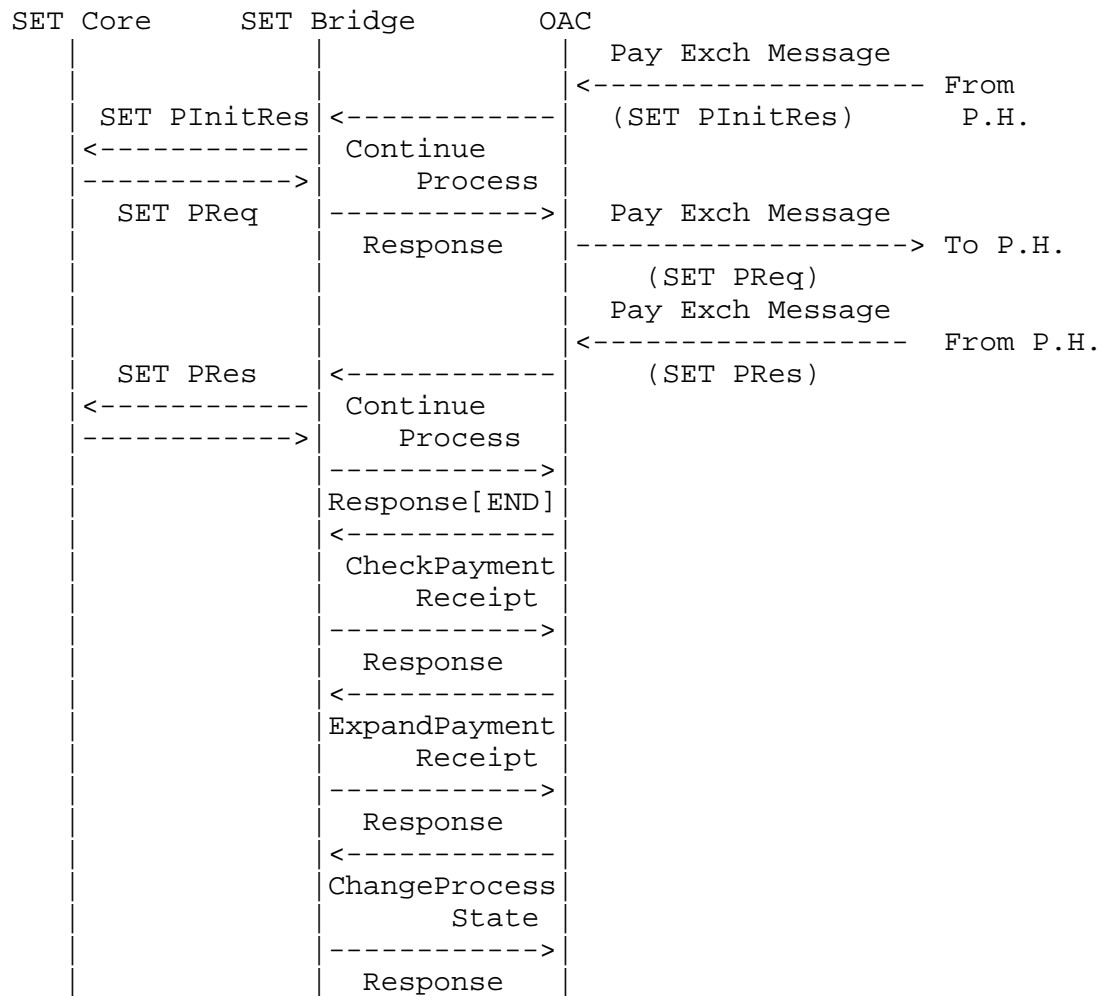 SET Core      SET Bridge       OAC
    |               |               |   Pay Exch Message
    |               |               |<-------------------- From
    | SET PInitRes|<-------------|   (SET PInitRes)       P.H.
    |<-------------| Continue     |
    |------------->|     Process  |
    |  SET PReq    |------------->|   Pay Exch Message
    |               |  Response    |--------------------> To P.H.
    |               |               |     (SET PReq)
    |               |               |   Pay Exch Message
    |               |               |<-------------------  From P.H.
    |  SET PRes    |<-------------|     (SET PRes)
    |<-------------| Continue     |
    |------------->|    Process   |
    |               |------------->|
    |               |Response[END]|
    |               |<-------------|
    |               | CheckPayment|
    |               |     Receipt |
    |               |------------->|
    |               |  Response    |
    |               |<-------------|
    |               |ExpandPayment|
    |               |     Receipt |
    |               |------------->|
    |               |  Response    |
    |               |<-------------|
    |               |ChangeProcess|
    |               |       State |
    |               |------------->|
    |               |  Response    |